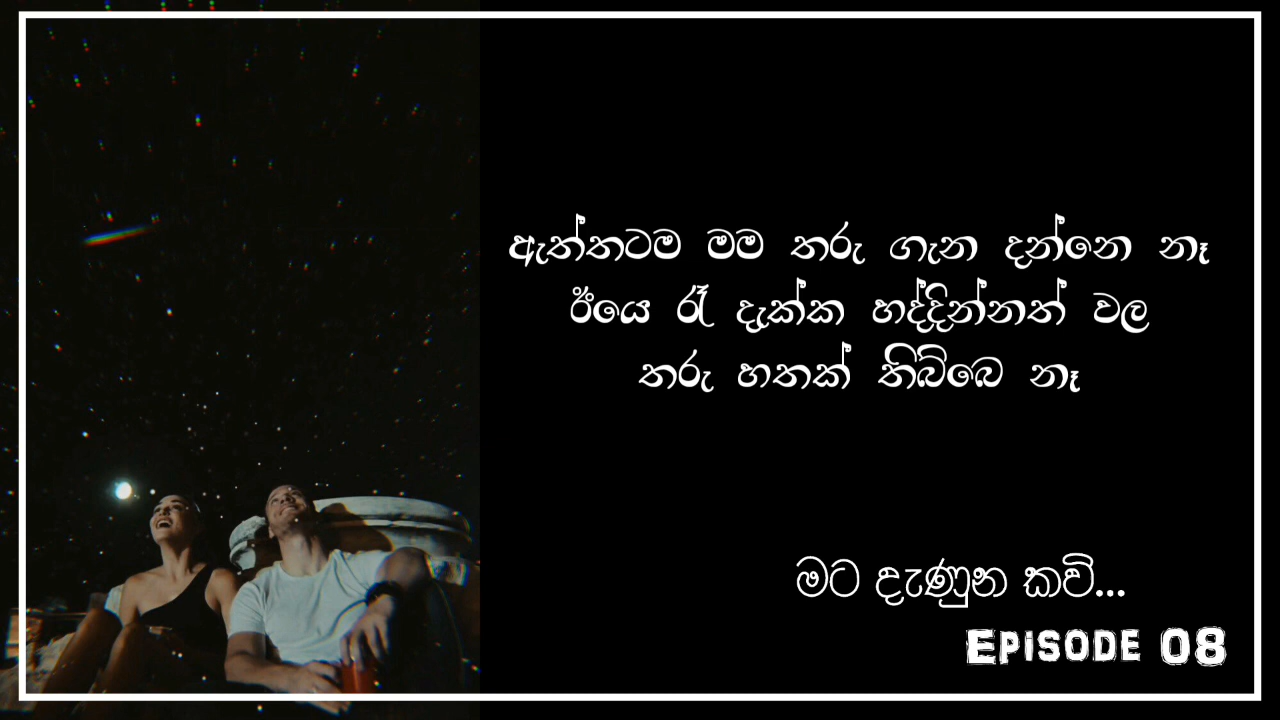 ඇත්තටම මම තරු ගැන දන්නෙ නෑ
ඊයෙ රෑ දැක්ක හද්දින්නත් වල
තරු හතක් තිබ්බෙ නෑ
මට දැණුන කවි...
Episode 08